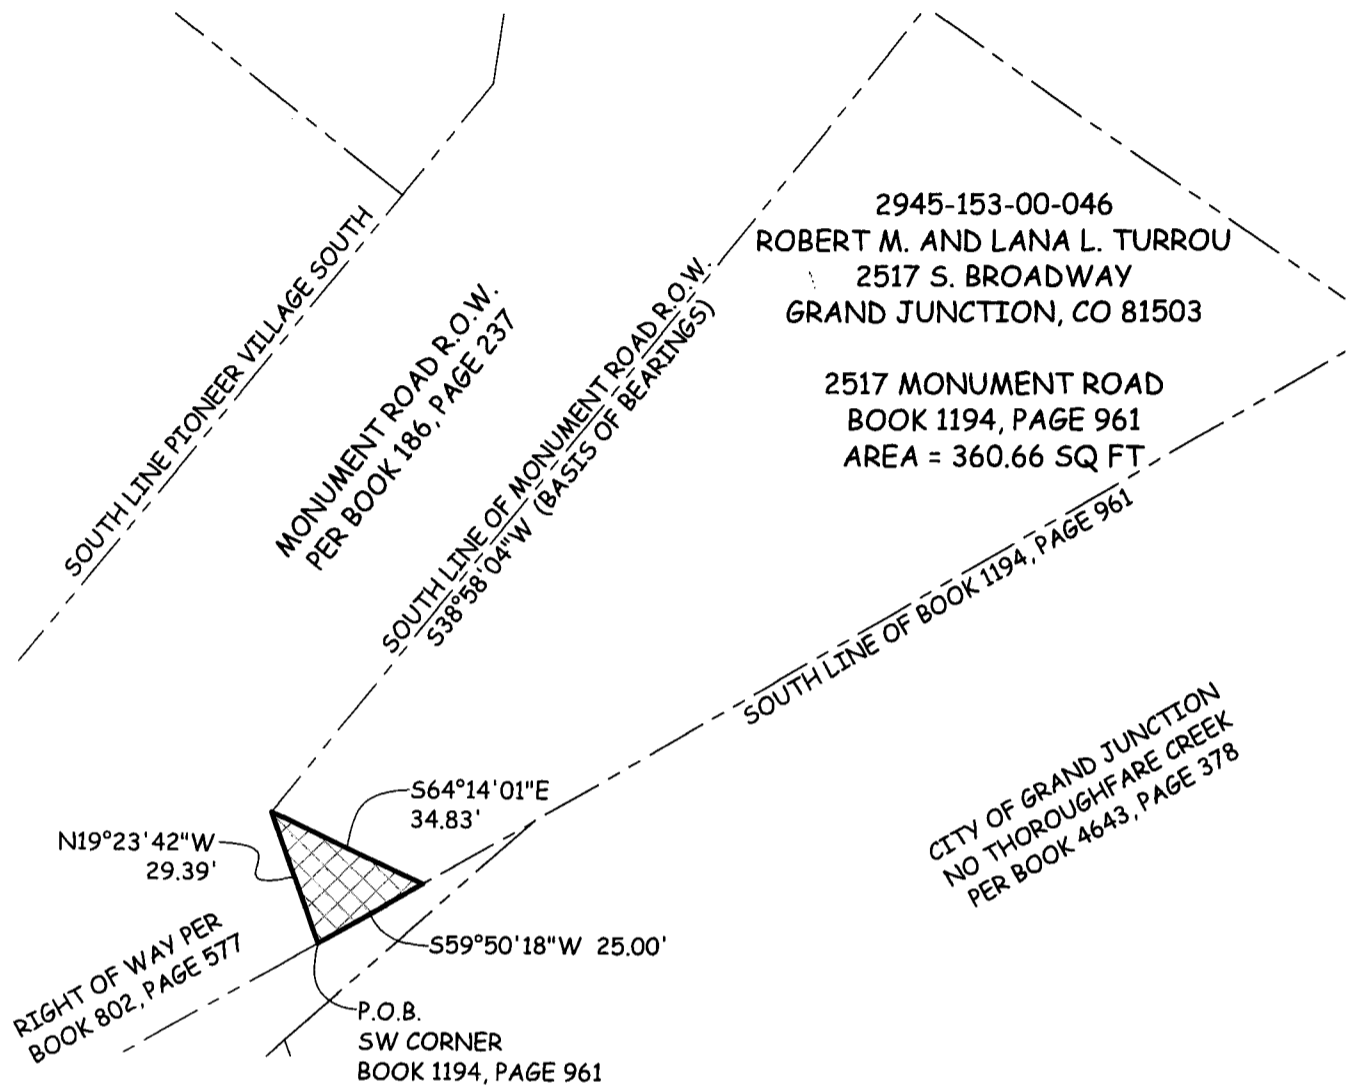 SOUTH LINE PIONEER VILLAGE SOUTH
MONUMENT ROAD R.O.W.
PER BOOK 186, PAGE 237
SOUTH LINE OF MONUMENT ROAD R.O.W.
S38°58'04"W (BASIS OF BEARINGS)
2945-153-00-046
ROBERT M. AND LANA L. TURROU
2517 S. BROADWAY
GRAND JUNCTION, CO 81503
2517 MONUMENT ROAD
BOOK 1194, PAGE 961
AREA = 360.66 SQ FT
SOUTH LINE OF BOOK 1194, PAGE 961
CITY OF GRAND JUNCTION
NO THOROUGHFARE CREEK
PER BOOK 4643, PAGE 378
S64°14'01"E
34.83'
N19°23'42"W
29.39'
S59°50'18"W 25.00'
RIGHT OF WAY PER
BOOK 802, PAGE 577
P.O.B.
SW CORNER
BOOK 1194, PAGE 961